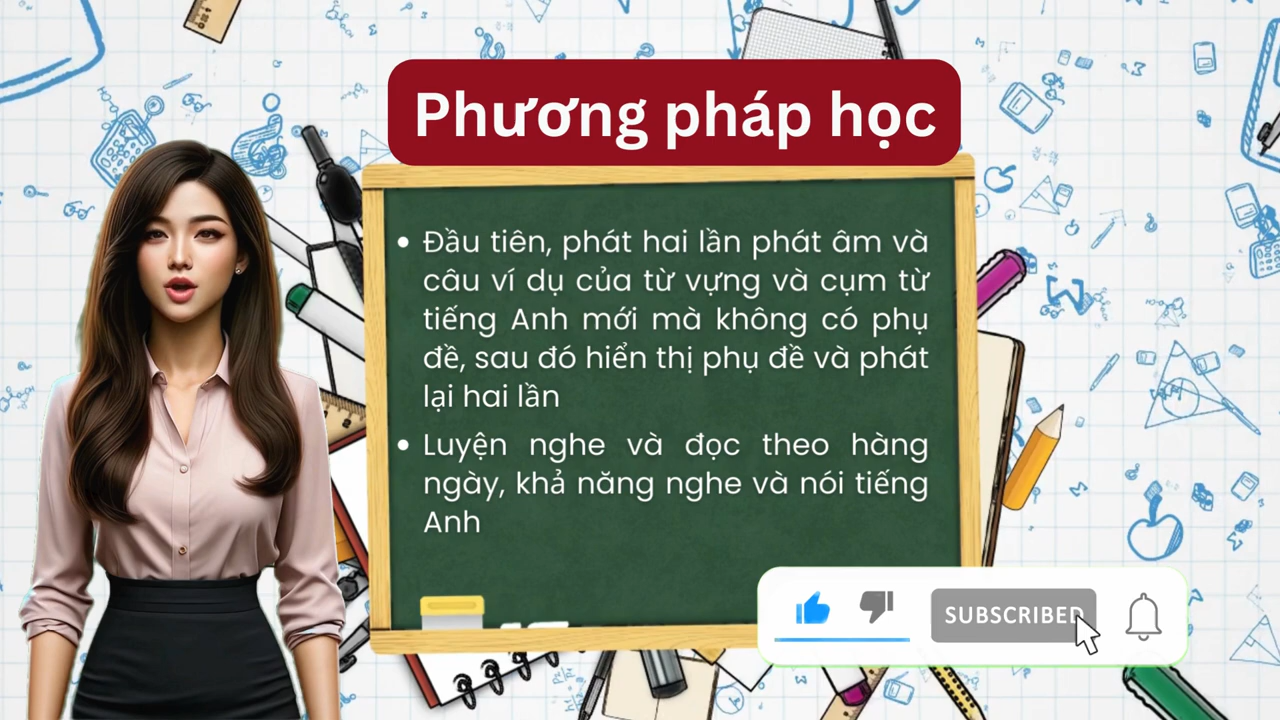 Phương pháp học
• Đầu tiên, phát hai lần phát âm và
câu ví dụ của từ vựng và cụm từ
tiếng Anh mới mà không có phụ
đề, sau đó hiển thị phụ đề và phát
lại hai lần
• Luyện nghe và đọc theo hàng
ngày, khả năng nghe và nói tiếng
Anh
SUBSCRIBED